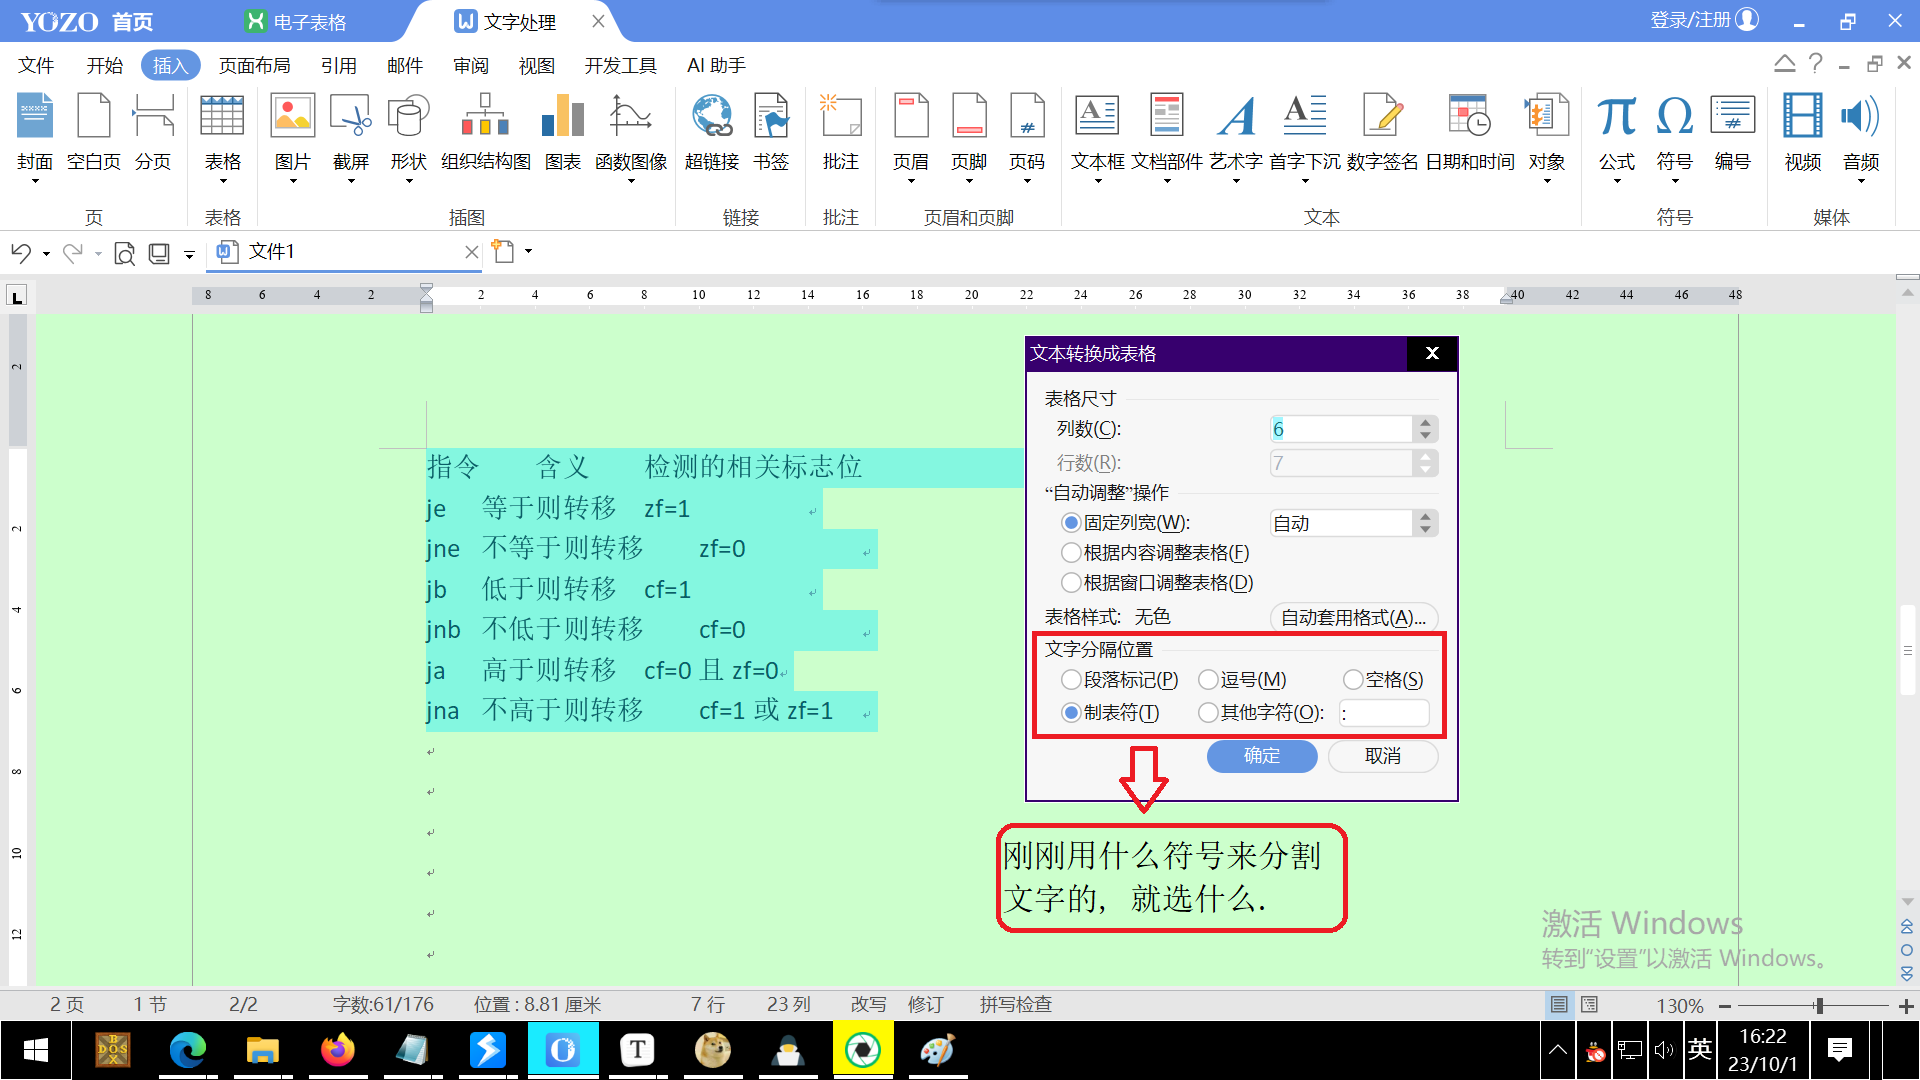 YOZO 首页 电子表格 文字处理 登录/注册
文件 开始 插入 页面布局 引用 邮件 审阅 视图 开发工具 AI 助手
封面 空白页 分页 表格 图片 截屏 形状 组织结构图 图表 函数图像 超链接 书签 批注 页眉 页脚 页码 文本框 文档部件 艺术字 首字下沉 数字签名 日期和时间 对象 公式 符号 编号 视频 音频
页 表格 插图 链接 批注 页眉和页脚 文本 符号 媒体
文件1
L 8 6 4 2 2 4 6 8 10 12 14 16 18 20 22 24 26 28 30 32 34 36 38 40 42 44 46 48
2
2
4
6
8
10
12
指令 含义 检测的相关标志位
je 等于则转移 zf=1
jne 不等于则转移 zf=0
jb 低于则转移 cf=1
jnb 不低于则转移 cf=0
ja 高于则转移 cf=0 且 zf=0
jna 不高于则转移 cf=1 或 zf=1
文本转换成表格
表格尺寸
列数(C): 6
行数(R): 7
“自动调整”操作
固定列宽(W): 自动
根据内容调整表格(F)
根据窗口调整表格(D)
表格样式: 无色 自动套用格式(A)...
文字分隔位置
段落标记(P) 逗号(M) 空格(S)
制表符(T) 其他字符(O): :
确定 取消
刚刚用什么符号来分割
文字的, 就选什么.
激活 Windows
转到“设置”以激活 Windows。
2 页 1 节 2/2 字数:61/176 位置 : 8.81 厘米 7 行 23 列 改写 修订 拼写检查 130%
DOS BOX T 英 16:22
23/10/1